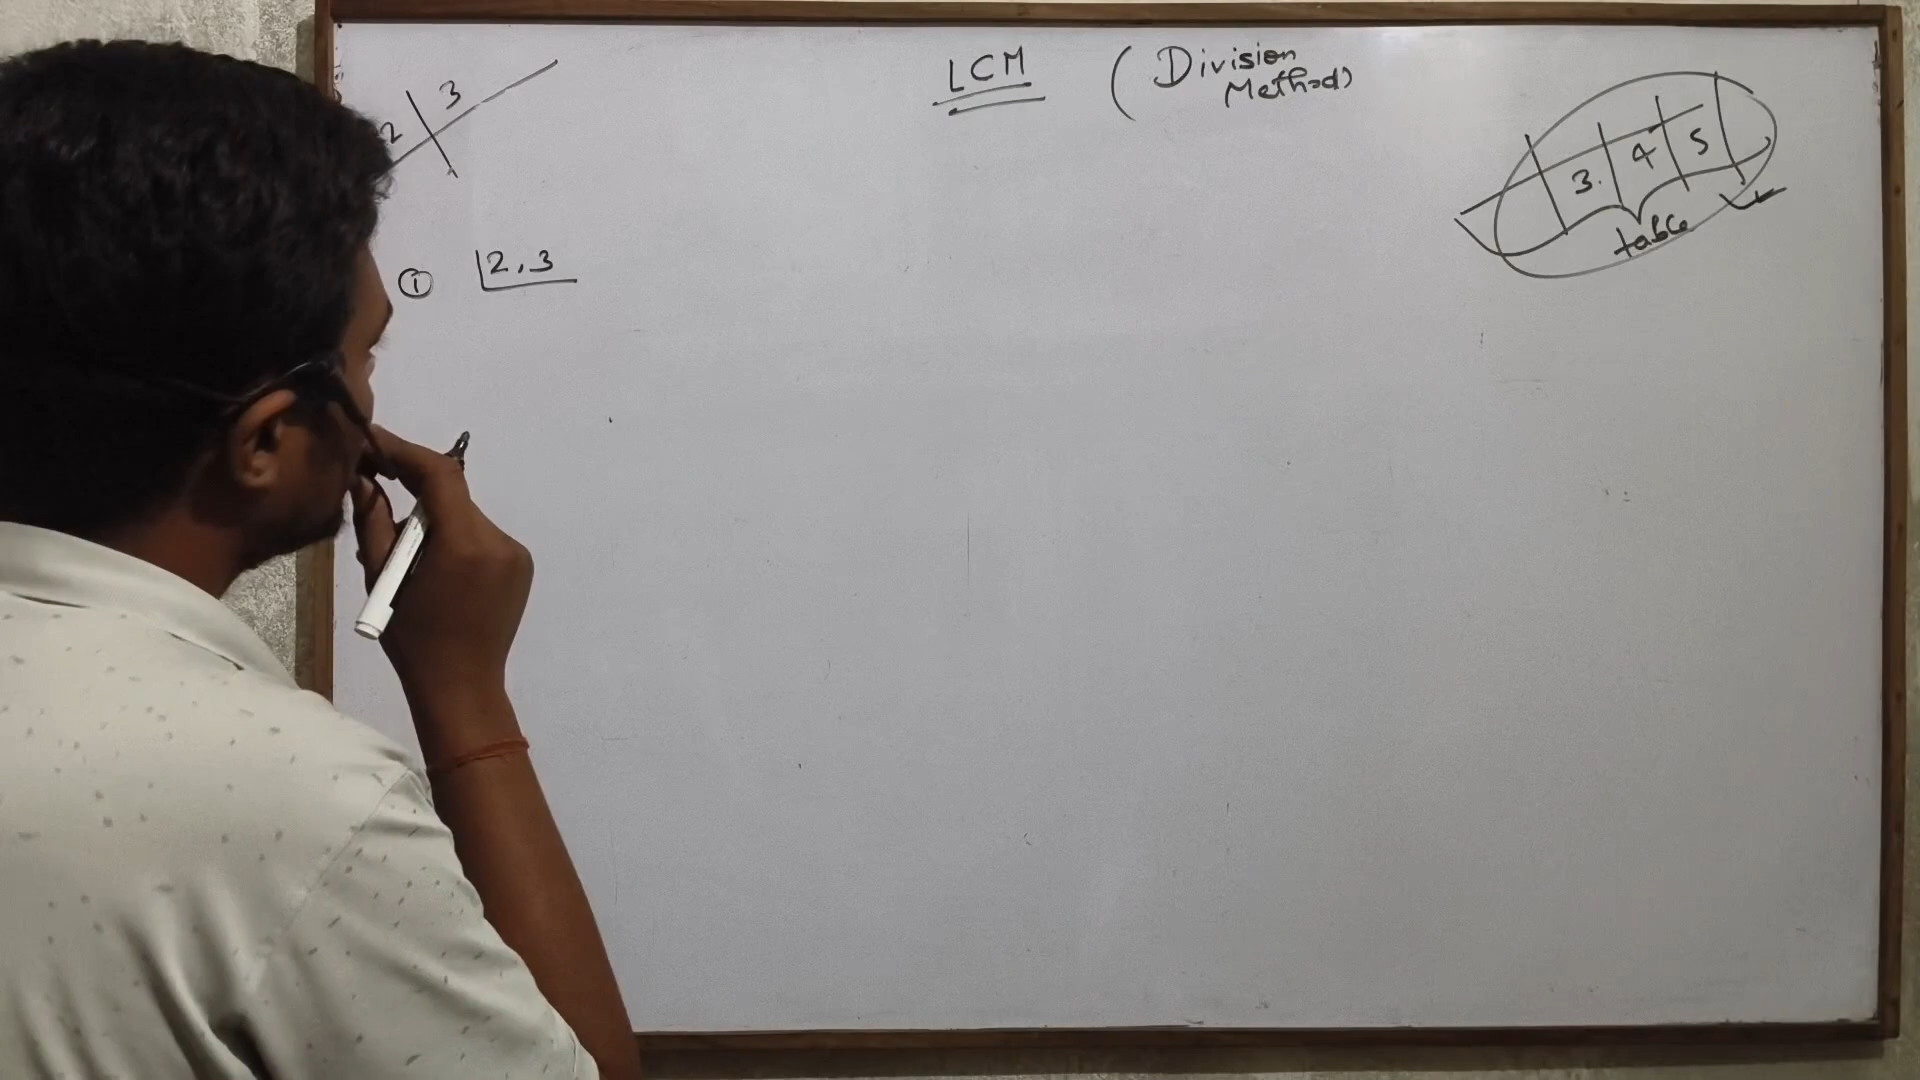 LCM (Division
Method)
2 3
3. 4 5
table
① 2, 3